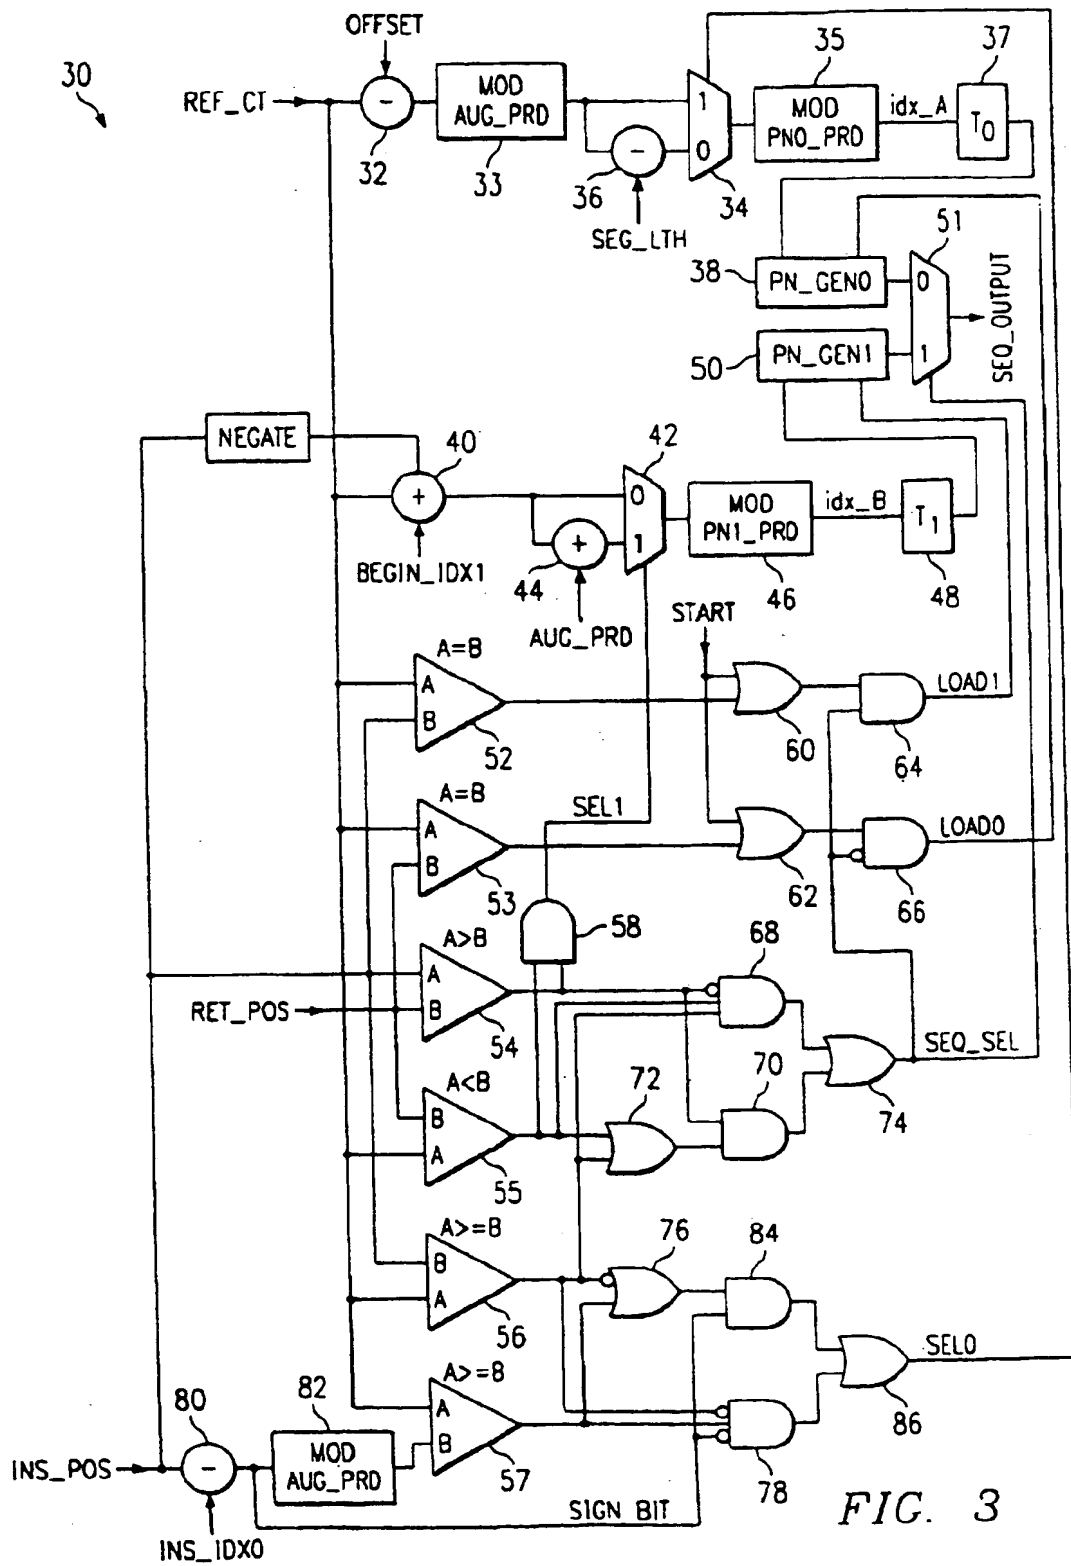 30
OFFSET
REF_CT
−
32
MOD
AUG_PRD
33
−
36
SEG_LTH
1
0
34
35
MOD
PN0_PRD
idx_A
37
T0
38
PN_GEN0
50
PN_GEN1
51
0
1
SEQ_OUTPUT
NEGATE
40
+
BEGIN_IDX1
+
44
AUG_PRD
42
0
1
MOD
PN1_PRD
46
idx_B
T1
48
START
A=B
A
B
52
60
LOAD1
64
A=B
A
B
53
SEL1
62
LOAD0
66
58
A>B
A
B
54
RET_POS
68
SEQ_SEL
74
A<B
B
A
55
72
70
A>=B
B
A
56
76
84
SEL0
86
A>=B
A
B
57
78
INS_POS
80
−
INS_IDX0
82
MOD
AUG_PRD
SIGN BIT
FIG. 3